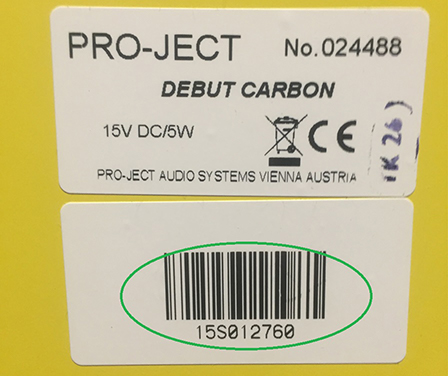 PRO-JECT No.024488
DEBUT CARBON
15V DC/5W CE
PRO-JECT AUDIO SYSTEMS VIENNA AUSTRIA
15S012760